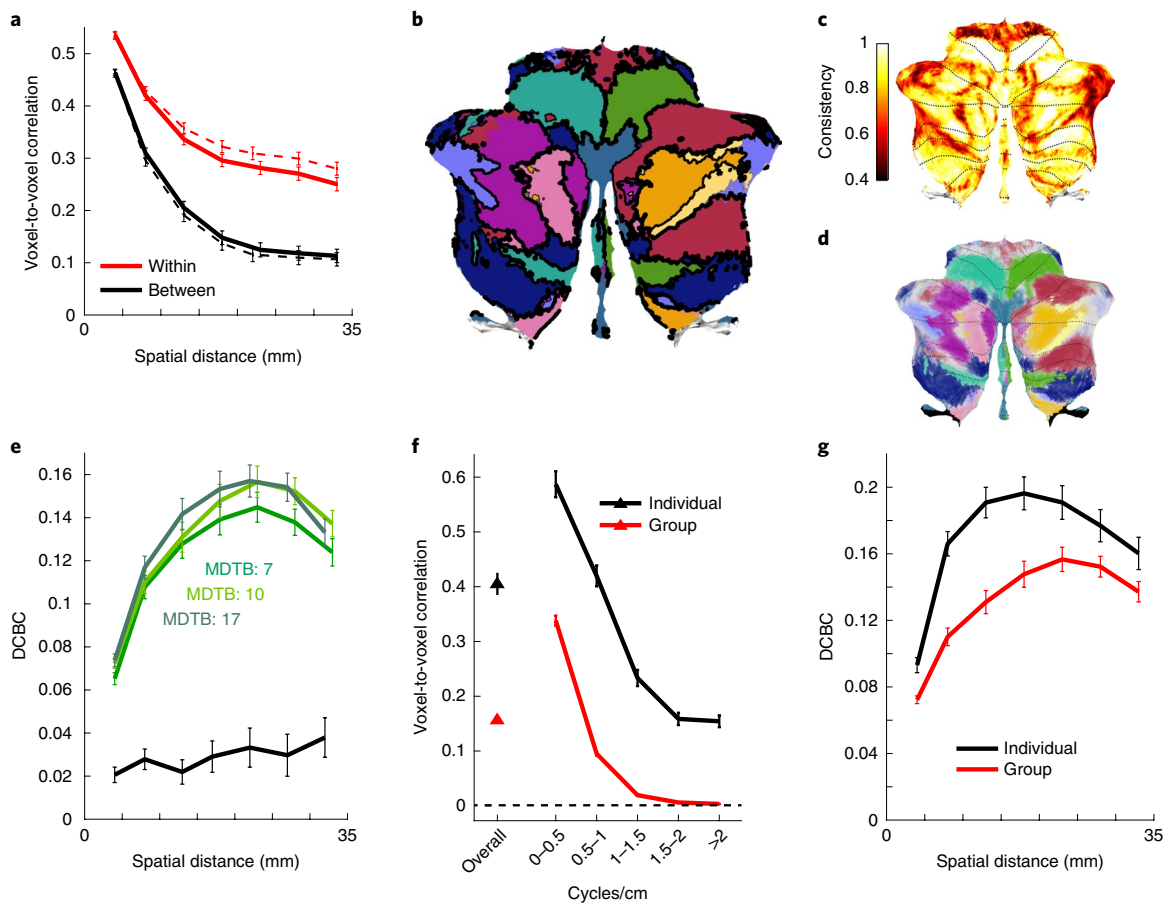 a
Voxel-to-voxel correlation
0.5
0.4
0.3
0.2
0.1
0
Within
Between
0
35
Spatial distance (mm)
b
c
Consistency
1
0.8
0.6
0.4
d
e
DCBC
0.16
0.14
0.12
0.1
0.08
0.06
0.04
0.02
0
MDTB: 7
MDTB: 10
MDTB: 17
0
35
Spatial distance (mm)
f
Voxel-to-voxel correlation
0.6
0.5
0.4
0.3
0.2
0.1
0
Individual
Group
Overall
0–0.5
0.5–1
1–1.5
1.5–2
>2
Cycles/cm
g
DCBC
0.2
0.16
0.12
0.08
0.04
0
Individual
Group
0
35
Spatial distance (mm)